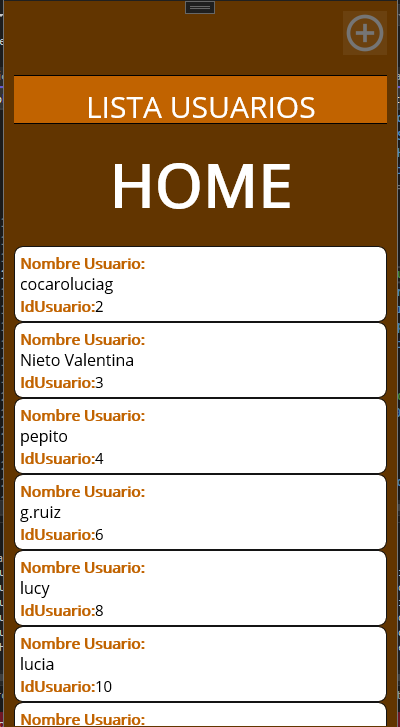 LISTA USUARIOS
HOME
Nombre Usuario:
cocaroluciag
IdUsuario:2
Nombre Usuario:
Nieto Valentina
IdUsuario:3
Nombre Usuario:
pepito
IdUsuario:4
Nombre Usuario:
g.ruiz
IdUsuario:6
Nombre Usuario:
lucy
IdUsuario:8
Nombre Usuario:
lucia
IdUsuario:10
Nombre Usuario: